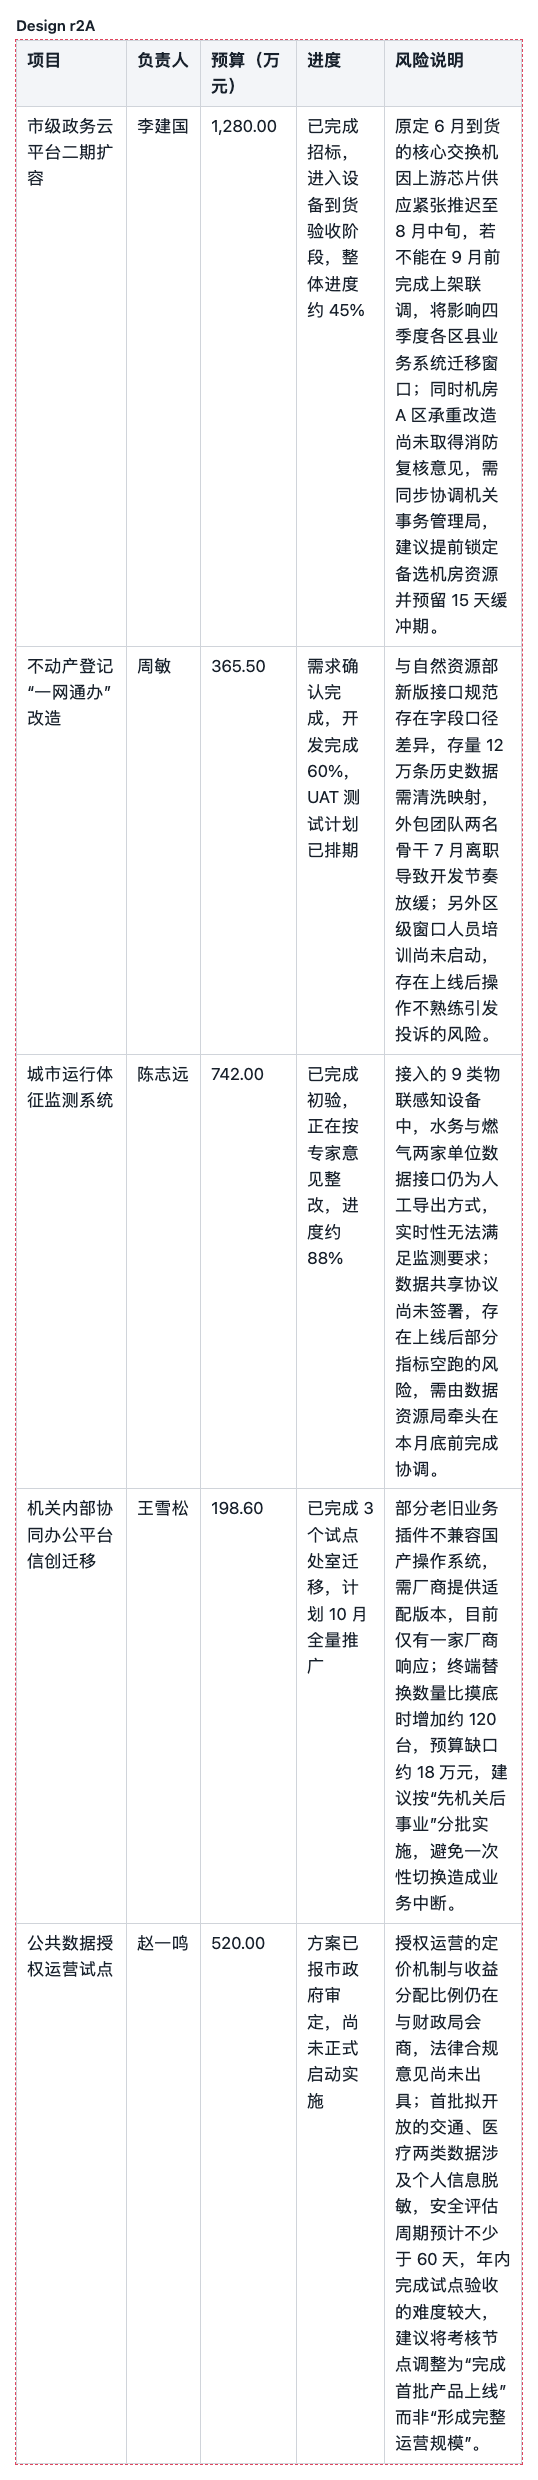 Design r2A
项目
负责人
预算（万
元）
进度
风险说明
市级政务云
平台二期扩
容
李建国
1,280.00
已完成
招标，
进入设
备到货
验收阶
段，整
体进度
约 45%
原定 6 月到货
的核心交换机
因上游芯片供
应紧张推迟至
8 月中旬，若
不能在 9 月前
完成上架联
调，将影响四
季度各区县业
务系统迁移窗
口；同时机房
A 区承重改造
尚未取得消防
复核意见，需
同步协调机关
事务管理局，
建议提前锁定
备选机房资源
并预留 15 天缓
冲期。
不动产登记
“一网通办”
改造
周敏
365.50
需求确
认完
成，开
发完成
60%，
UAT 测
试计划
已排期
与自然资源部
新版接口规范
存在字段口径
差异，存量 12
万条历史数据
需清洗映射，
外包团队两名
骨干 7 月离职
导致开发节奏
放缓；另外区
级窗口人员培
训尚未启动，
存在上线后操
作不熟练引发
投诉的风险。
城市运行体
征监测系统
陈志远
742.00
已完成
初验，
正在按
专家意
见整
改，进
度约
88%
接入的 9 类物
联感知设备
中，水务与燃
气两家单位数
据接口仍为人
工导出方式，
实时性无法满
足监测要求；
数据共享协议
尚未签署，存
在上线后部分
指标空跑的风
险，需由数据
资源局牵头在
本月底前完成
协调。
机关内部协
同办公平台
信创迁移
王雪松
198.60
已完成 3
个试点
处室迁
移，计
划 10 月
全量推
广
部分老旧业务
插件不兼容国
产操作系统，
需厂商提供适
配版本，目前
仅有一家厂商
响应；终端替
换数量比摸底
时增加约 120
台，预算缺口
约 18 万元，建
议按“先机关后
事业”分批实
施，避免一次
性切换造成业
务中断。
公共数据授
权运营试点
赵一鸣
520.00
方案已
报市政
府审
定，尚
未正式
启动实
施
授权运营的定
价机制与收益
分配比例仍在
与财政局会
商，法律合规
意见尚未出
具；首批拟开
放的交通、医
疗两类数据涉
及个人信息脱
敏，安全评估
周期预计不少
于 60 天，年内
完成试点验收
的难度较大，
建议将考核节
点调整为“完成
首批产品上线”
而非“形成完整
运营规模”。